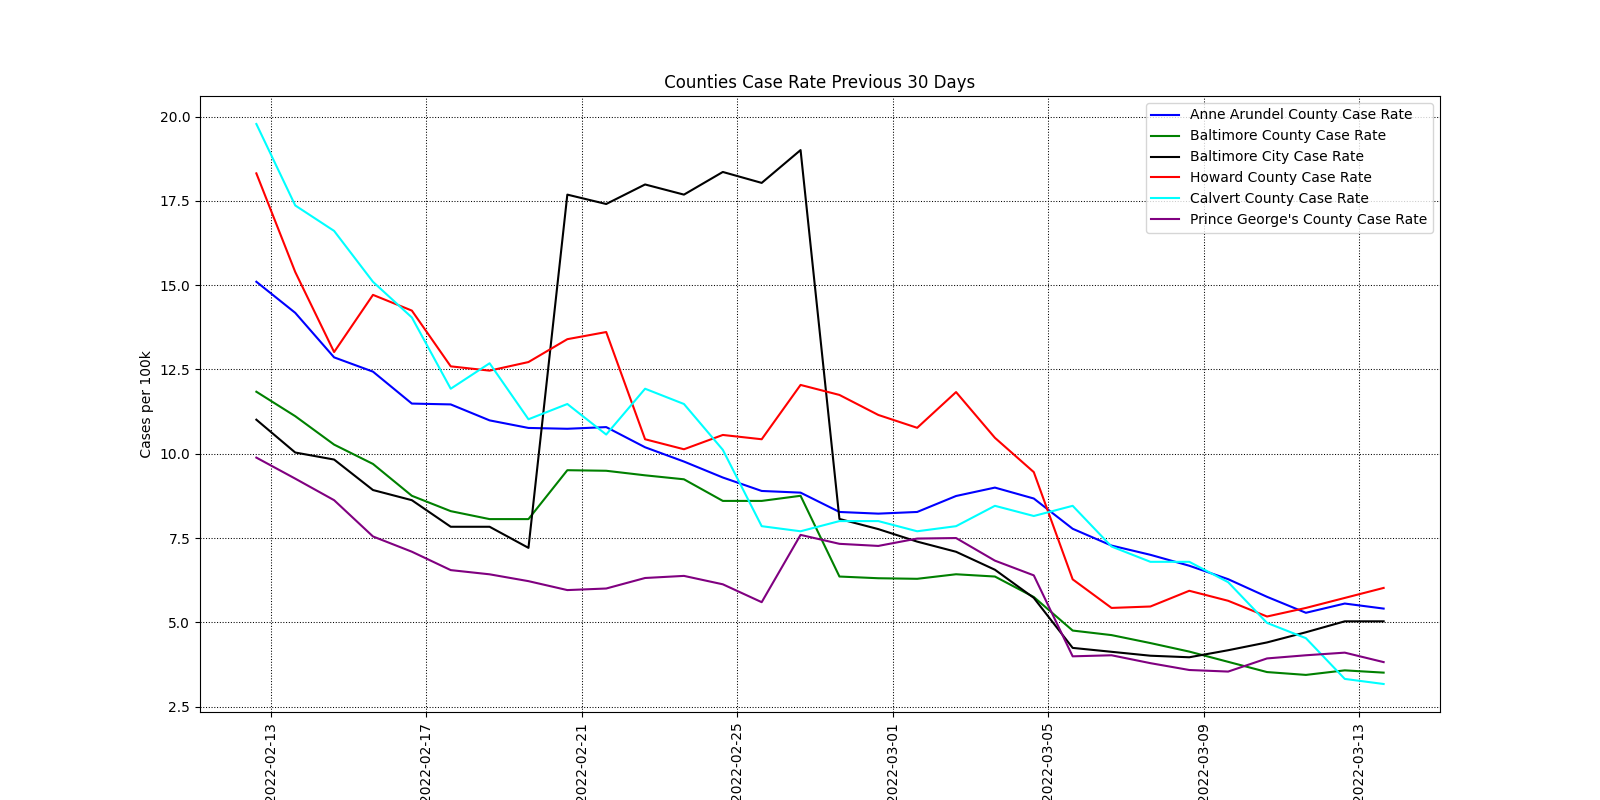 Counties Case Rate Previous 30 Days
Cases per 100k
20.0
17.5
15.0
12.5
10.0
7.5
5.0
2.5
Anne Arundel County Case Rate
Baltimore County Case Rate
Baltimore City Case Rate
Howard County Case Rate
Calvert County Case Rate
Prince George's County Case Rate
2022-02-13
2022-02-17
2022-02-21
2022-02-25
2022-03-01
2022-03-05
2022-03-09
2022-03-13